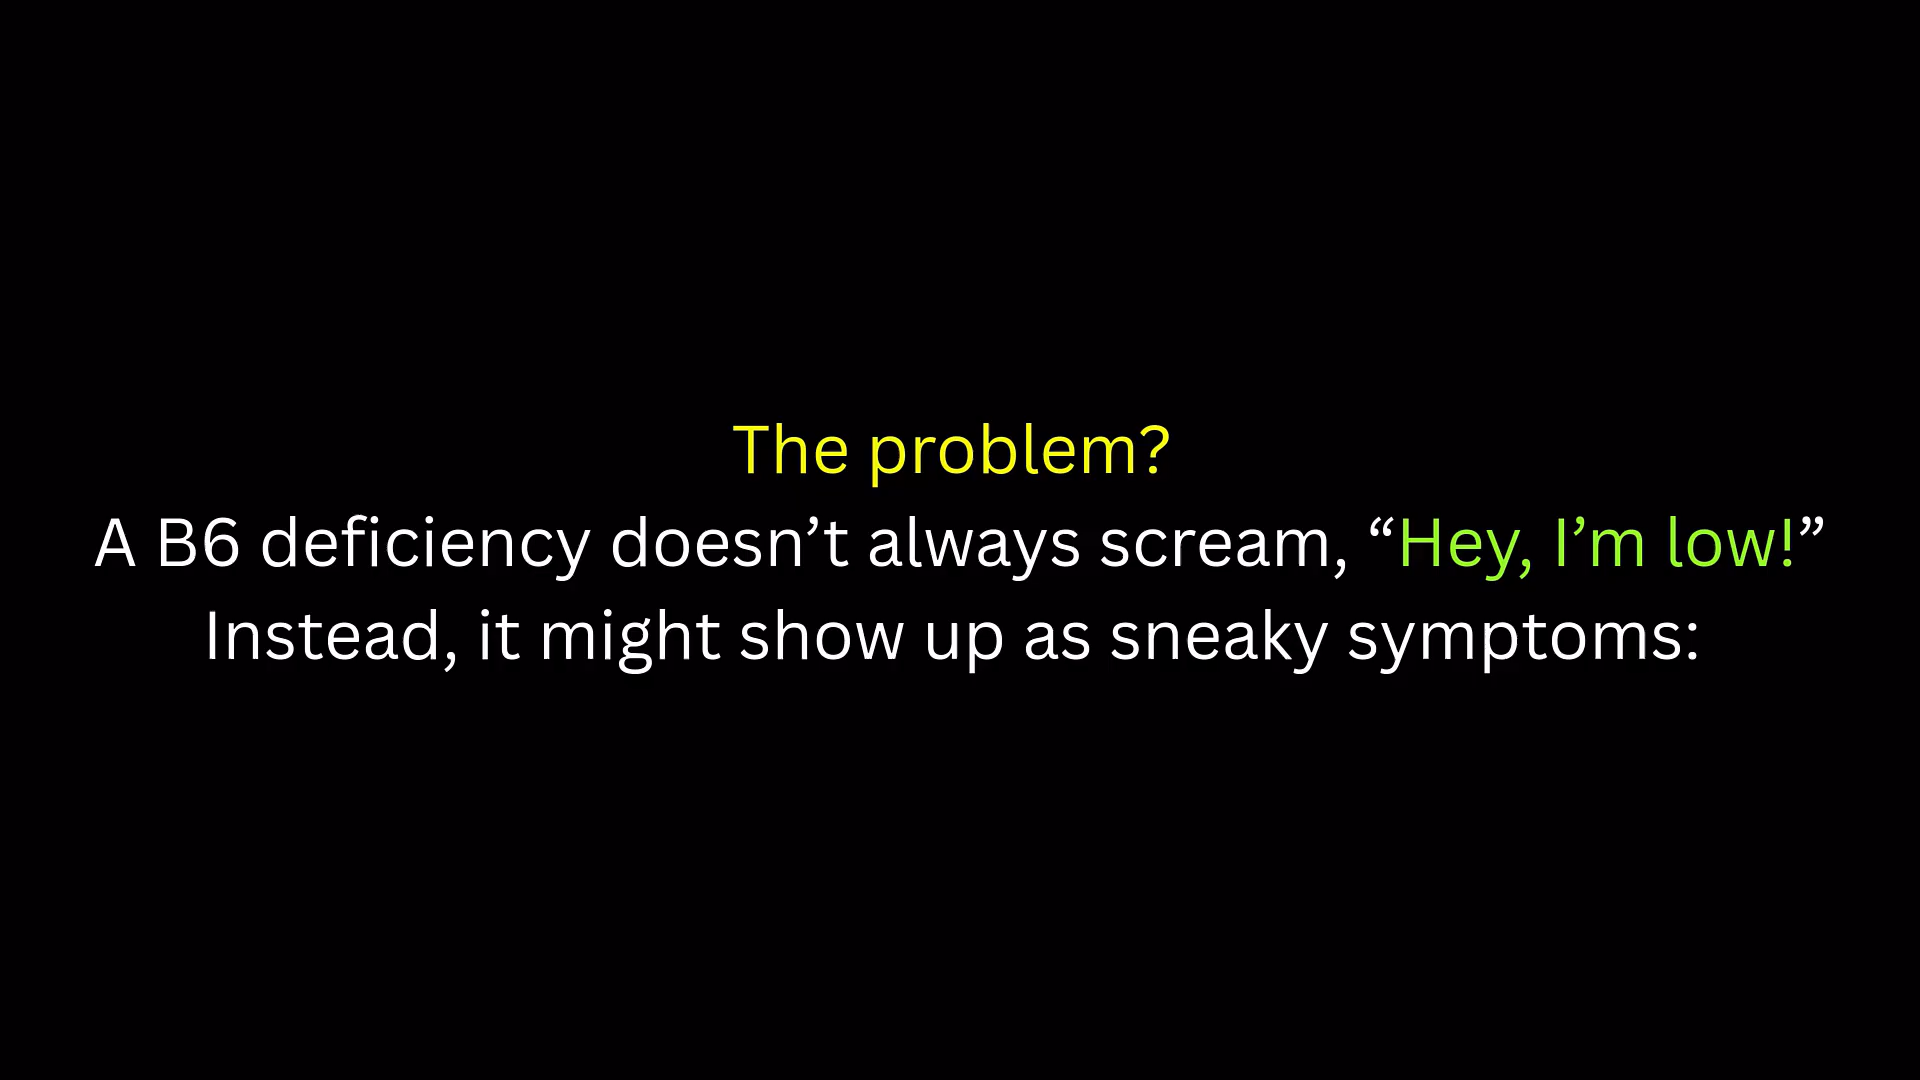 The problem?
A B6 deficiency doesn’t always scream, “Hey, I’m low!”
Instead, it might show up as sneaky symptoms: